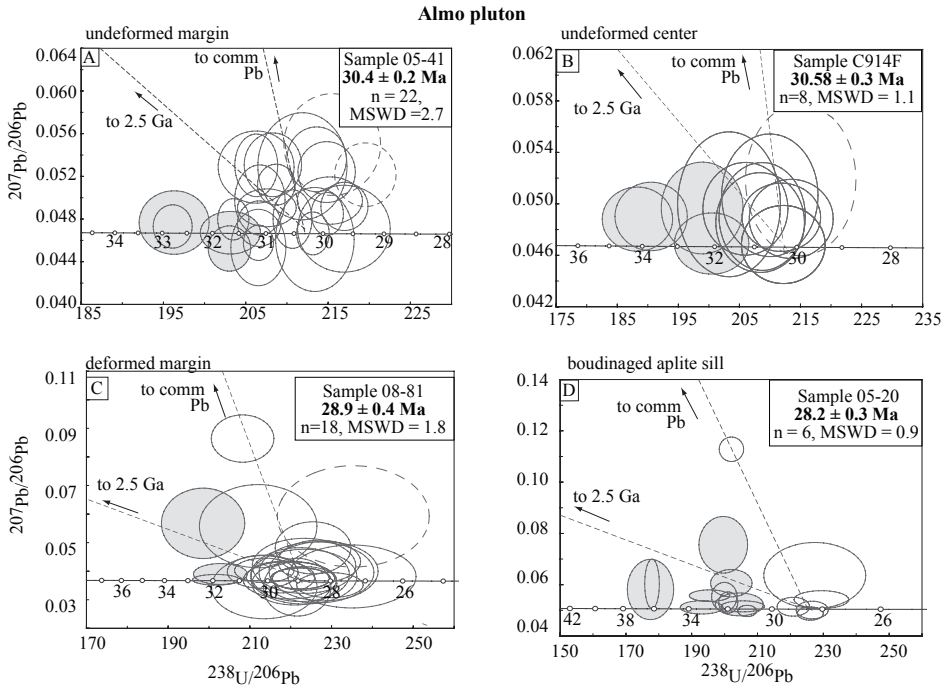 Almo pluton
undeformed margin
A
0.064
0.060
0.056
0.052
0.048
0.044
0.040
to comm
Pb
to 2.5 Ga
Sample 05-41
30.4 ± 0.2 Ma
n = 22,
MSWD =2.7
34 33 32 31 30 29 28
185 195 205 215 230
207Pb/206Pb
undeformed center
B
0.062
0.058
0.054
0.050
0.046
0.042
to comm
Pb
to 2.5 Ga
Sample C914F
30.58 ± 0.3 Ma
n=8, MSWD = 1.1
36 34 32 30 28
175 185 195 205 215 225 235
deformed margin
C
0.11
0.09
0.07
0.05
0.03
to comm
Pb
to 2.5 Ga
Sample 08-81
28.9 ± 0.4 Ma
n=18, MSWD = 1.8
36 34 32 30 28 26
170 190 210 230 250
207Pb/206Pb
238U/206Pb
boudinaged aplite sill
D
0.14
0.12
0.10
0.08
0.06
0.04
to comm
Pb
to 2.5 Ga
Sample 05-20
28.2 ± 0.3 Ma
n = 6, MSWD = 0.9
42 38 34 30 26
150 170 190 210 230 250 260
238U/206Pb